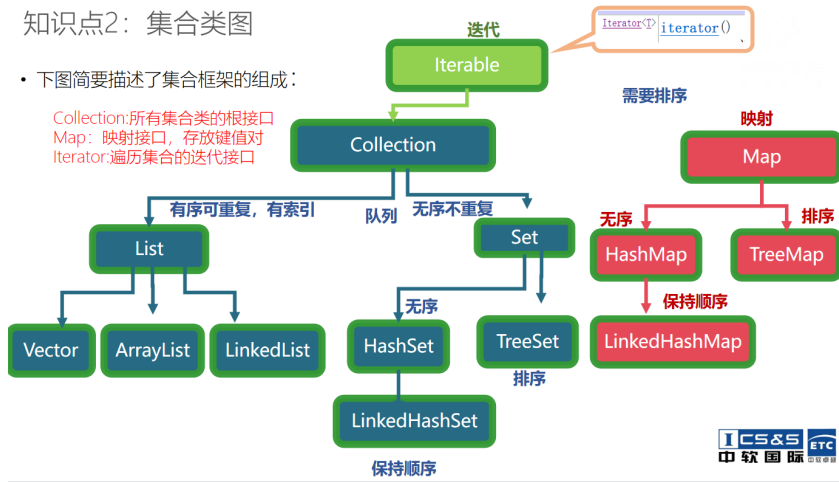 知识点2：集合类图
迭代
Iterator<T> iterator()
Iterable
• 下图简要描述了集合框架的组成：
需要排序
Collection:所有集合类的根接口
Map：映射接口，存放键值对
Iterator:遍历集合的迭代接口
映射
Collection
Map
有序可重复，有索引
队列
无序不重复
无序
排序
List
Set
HashMap
TreeMap
无序
保持顺序
Vector
ArrayList
LinkedList
HashSet
TreeSet
LinkedHashMap
排序
LinkedHashSet
保持顺序
ICS&S
中软国际
ETC
中软卓越